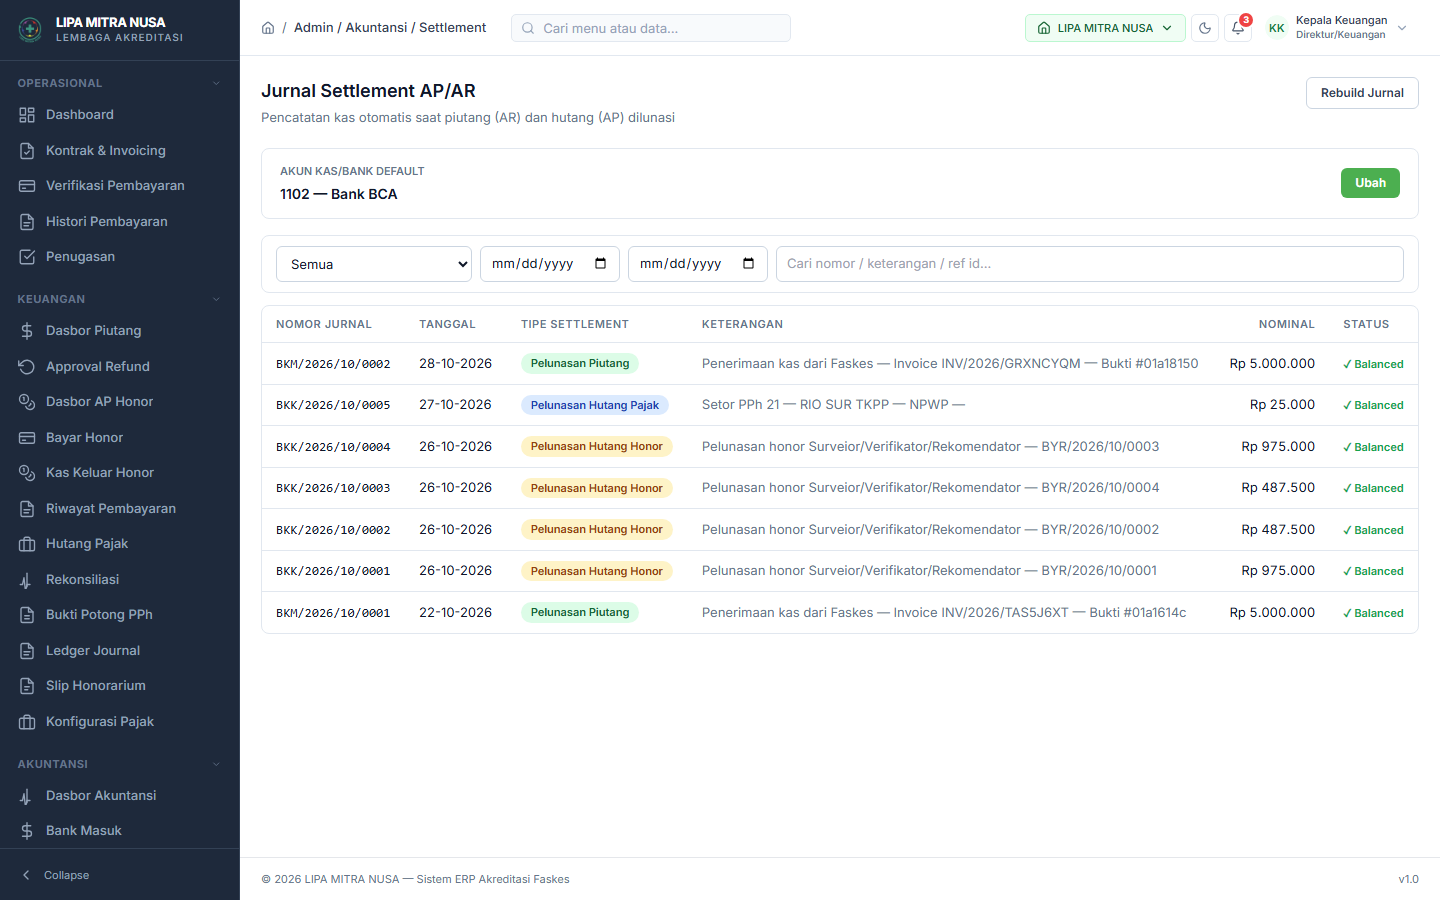 LIPA MITRA NUSA
LEMBAGA AKREDITASI
OPERASIONAL
Dashboard
Kontrak & Invoicing
Verifikasi Pembayaran
Histori Pembayaran
Penugasan
KEUANGAN
Dasbor Piutang
Approval Refund
Dasbor AP Honor
Bayar Honor
Kas Keluar Honor
Riwayat Pembayaran
Hutang Pajak
Rekonsiliasi
Bukti Potong PPh
Ledger Journal
Slip Honorarium
Konfigurasi Pajak
AKUNTANSI
Dasbor Akuntansi
Bank Masuk
Collapse
/ Admin / Akuntansi / Settlement
Cari menu atau data...
LIPA MITRA NUSA
3
KK
Kepala Keuangan
Direktur/Keuangan
Jurnal Settlement AP/AR
Pencatatan kas otomatis saat piutang (AR) dan hutang (AP) dilunasi
Rebuild Jurnal
AKUN KAS/BANK DEFAULT
1102 — Bank BCA
Ubah
Semua mm/dd/yyyy mm/dd/yyyy Cari nomor / keterangan / ref id...
NOMOR JURNAL TANGGAL TIPE SETTLEMENT KETERANGAN NOMINAL STATUS
BKM/2026/10/0002 28-10-2026 Pelunasan Piutang Penerimaan kas dari Faskes — Invoice INV/2026/GRXNCYQM — Bukti #01a18150 Rp 5.000.000 ✓ Balanced
BKK/2026/10/0005 27-10-2026 Pelunasan Hutang Pajak Setor PPh 21 — RIO SUR TKPP — NPWP — Rp 25.000 ✓ Balanced
BKK/2026/10/0004 26-10-2026 Pelunasan Hutang Honor Pelunasan honor Surveior/Verifikator/Rekomendator — BYR/2026/10/0003 Rp 975.000 ✓ Balanced
BKK/2026/10/0003 26-10-2026 Pelunasan Hutang Honor Pelunasan honor Surveior/Verifikator/Rekomendator — BYR/2026/10/0004 Rp 487.500 ✓ Balanced
BKK/2026/10/0002 26-10-2026 Pelunasan Hutang Honor Pelunasan honor Surveior/Verifikator/Rekomendator — BYR/2026/10/0002 Rp 487.500 ✓ Balanced
BKK/2026/10/0001 26-10-2026 Pelunasan Hutang Honor Pelunasan honor Surveior/Verifikator/Rekomendator — BYR/2026/10/0001 Rp 975.000 ✓ Balanced
BKM/2026/10/0001 22-10-2026 Pelunasan Piutang Penerimaan kas dari Faskes — Invoice INV/2026/TAS5J6XT — Bukti #01a1614c Rp 5.000.000 ✓ Balanced
© 2026 LIPA MITRA NUSA — Sistem ERP Akreditasi Faskes
v1.0